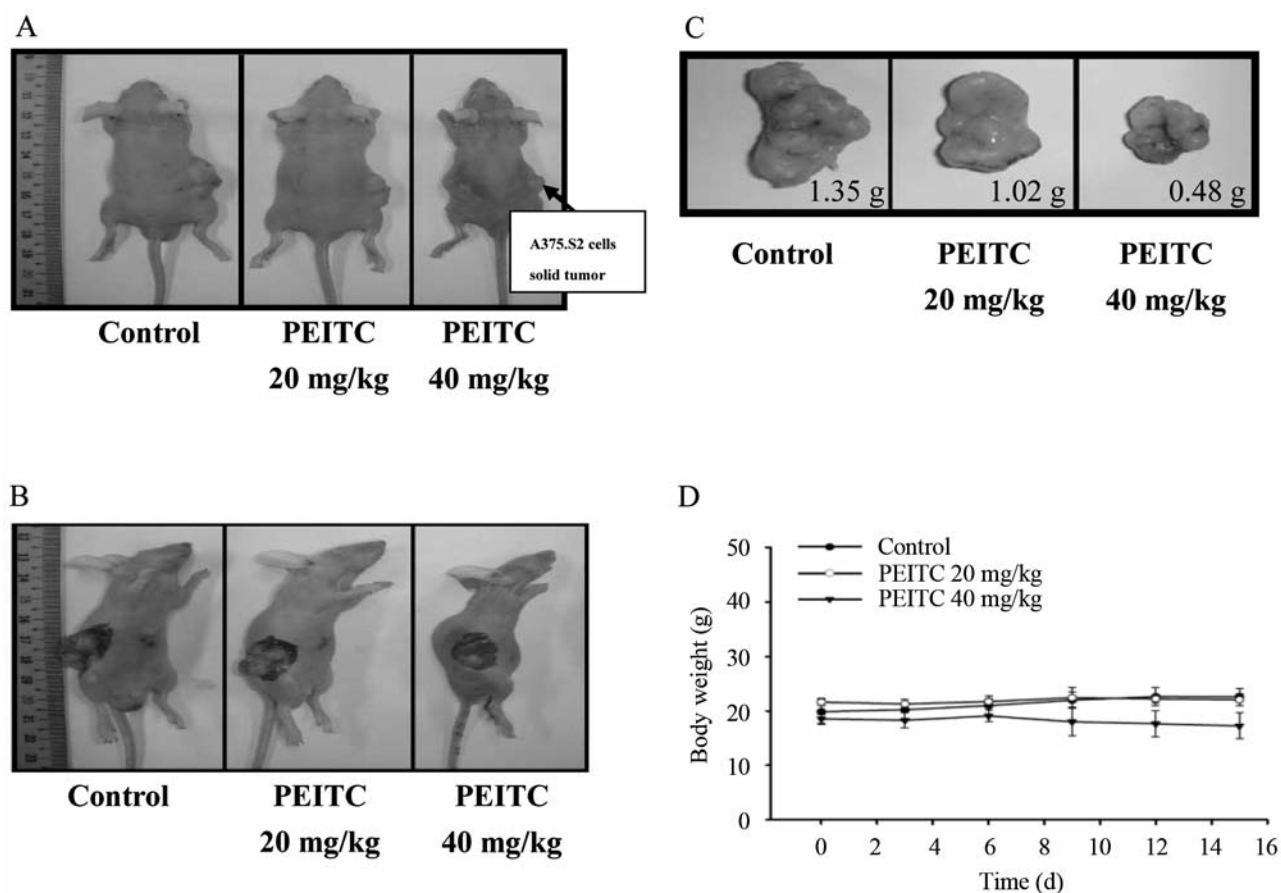 A
A375.S2 cells
solid tumor
Control
PEITC
20 mg/kg
PEITC
40 mg/kg
C
1.35 g
1.02 g
0.48 g
Control
PEITC
20 mg/kg
PEITC
40 mg/kg
B
Control
PEITC
20 mg/kg
PEITC
40 mg/kg
D
Control
PEITC 20 mg/kg
PEITC 40 mg/kg
Body weight (g)
50
40
30
20
10
0
0 2 4 6 8 10 12 14 16
Time (d)